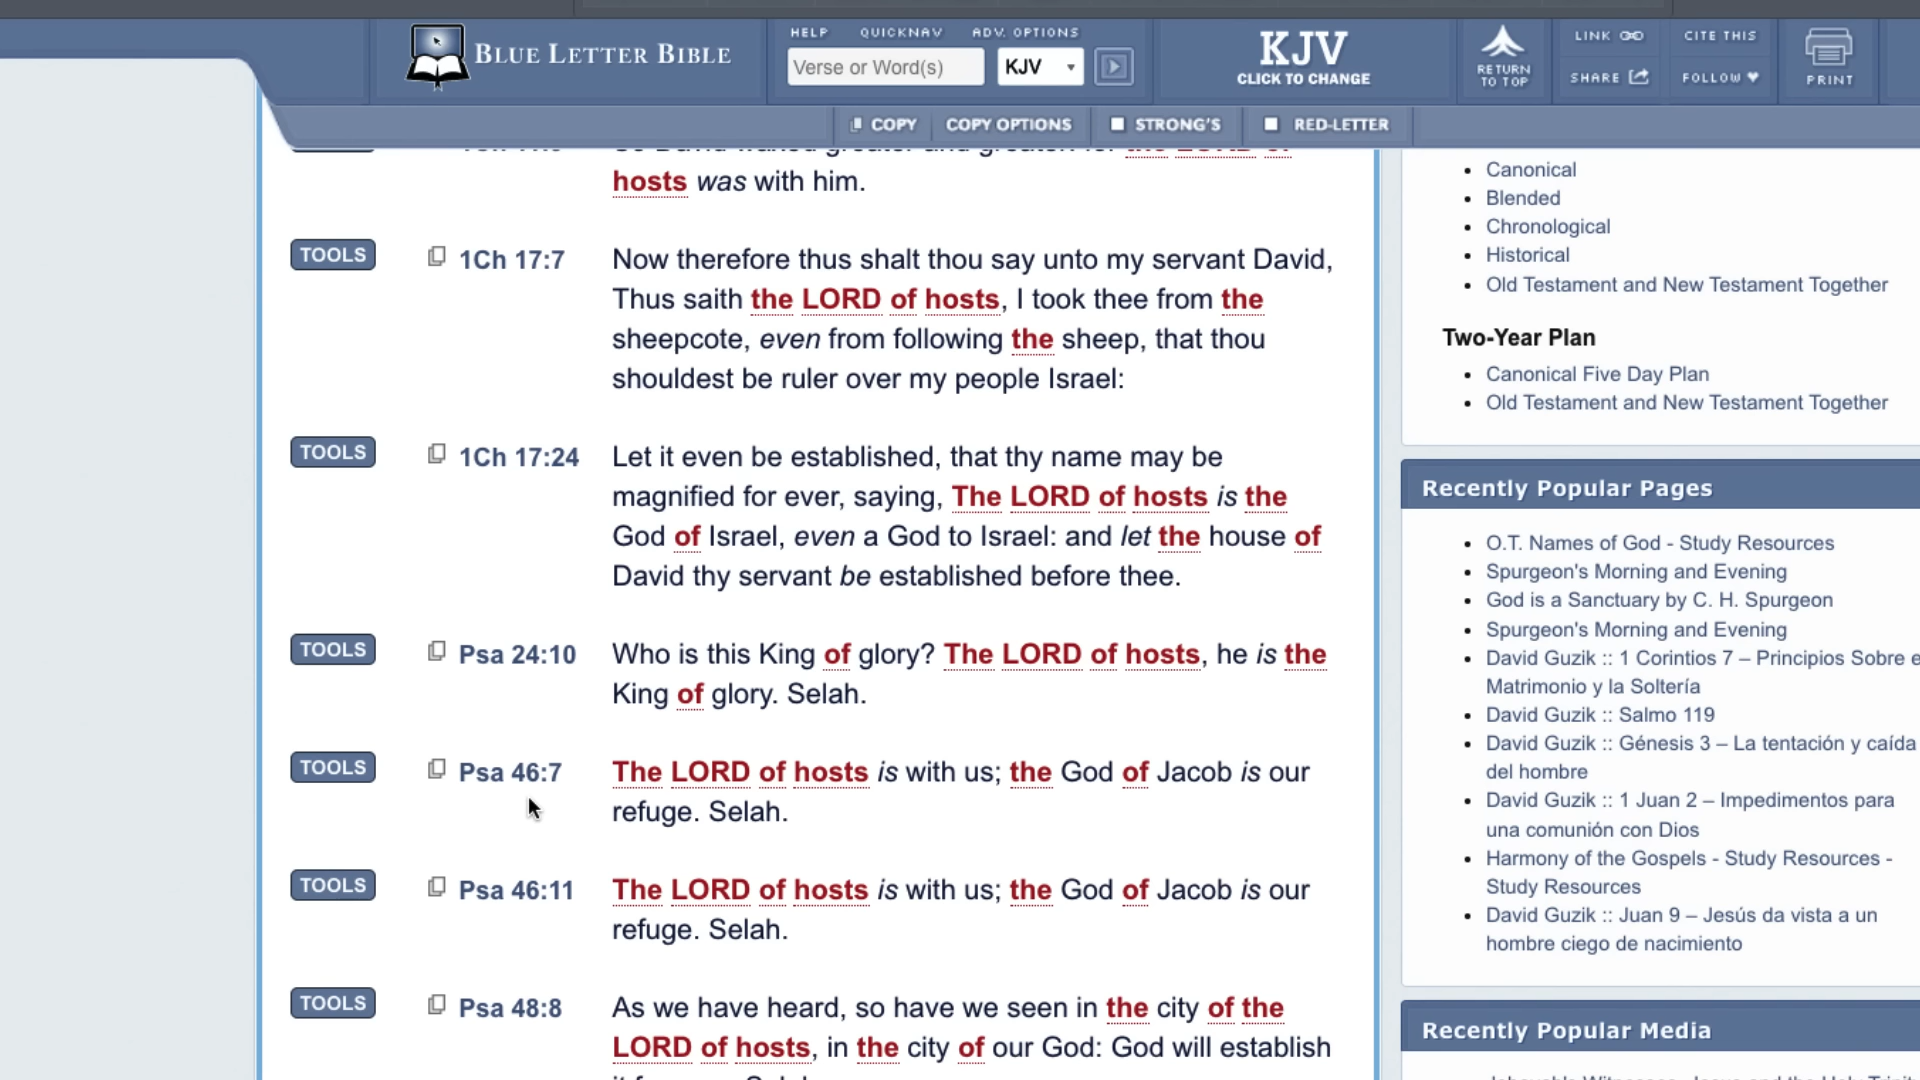 HELP QUICKNAV ADV. OPTIONS
BLUE LETTER BIBLE
Verse or Word(s)
KJV
KJV
CLICK TO CHANGE
RETURN
TO TOP
LINK
SHARE
CITE THIS
FOLLOW
PRINT
COPY
COPY OPTIONS
STRONG'S
RED-LETTER
hosts was with him.
TOOLS
1Ch 17:7
Now therefore thus shalt thou say unto my servant David,
Thus saith the LORD of hosts, I took thee from the
sheepcote, even from following the sheep, that thou
shouldest be ruler over my people Israel:
TOOLS
1Ch 17:24
Let it even be established, that thy name may be
magnified for ever, saying, The LORD of hosts is the
God of Israel, even a God to Israel: and let the house of
David thy servant be established before thee.
TOOLS
Psa 24:10
Who is this King of glory? The LORD of hosts, he is the
King of glory. Selah.
TOOLS
Psa 46:7
The LORD of hosts is with us; the God of Jacob is our
refuge. Selah.
TOOLS
Psa 46:11
The LORD of hosts is with us; the God of Jacob is our
refuge. Selah.
TOOLS
Psa 48:8
As we have heard, so have we seen in the city of the
LORD of hosts, in the city of our God: God will establish
Canonical
Blended
Chronological
Historical
Old Testament and New Testament Together
Two-Year Plan
Canonical Five Day Plan
Old Testament and New Testament Together
Recently Popular Pages
O.T. Names of God - Study Resources
Spurgeon's Morning and Evening
God is a Sanctuary by C. H. Spurgeon
Spurgeon's Morning and Evening
David Guzik :: 1 Corintios 7 – Principios Sobre e
Matrimonio y la Soltería
David Guzik :: Salmo 119
David Guzik :: Génesis 3 – La tentación y caída
del hombre
David Guzik :: 1 Juan 2 – Impedimentos para
una comunión con Dios
Harmony of the Gospels - Study Resources -
Study Resources
David Guzik :: Juan 9 – Jesús da vista a un
hombre ciego de nacimiento
Recently Popular Media